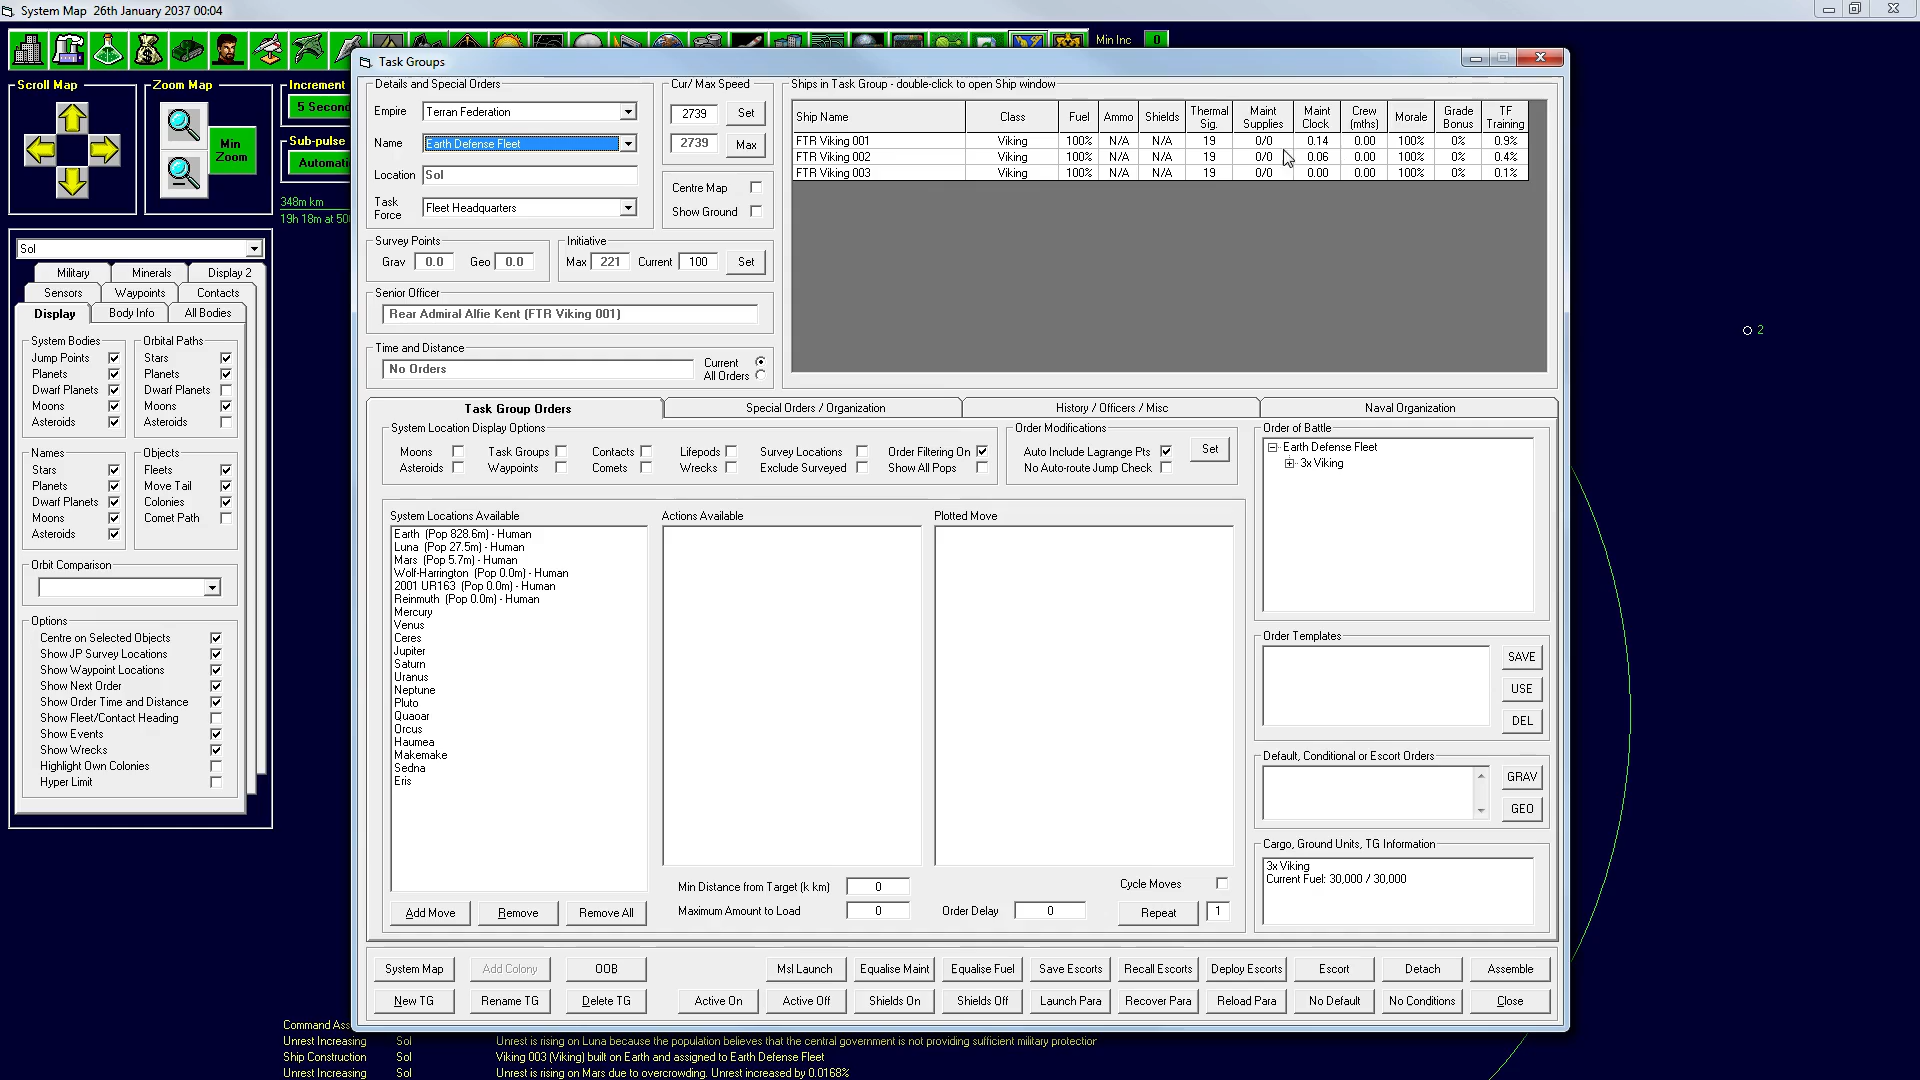 System Map 26th January 2037 00:04
Min Inc 0
Scroll Map
Zoom Map
Min Zoom
Increment
5 Second
Sub-pulse
Automati
348m km
19h 18m at 500
Sol
Military Minerals Display 2
Sensors Waypoints Contacts
Display Body Info All Bodies
System Bodies
Jump Points
Planets
Dwarf Planets
Moons
Asteroids
Orbital Paths
Stars
Planets
Dwarf Planets
Moons
Asteroids
Names
Stars
Planets
Dwarf Planets
Moons
Asteroids
Objects
Fleets
Move Tail
Colonies
Comet Path
Orbit Comparison
Options
Centre on Selected Objects
Show JP Survey Locations
Show Waypoint Locations
Show Next Order
Show Order Time and Distance
Show Fleet/Contact Heading
Show Events
Show Wrecks
Highlight Own Colonies
Hyper Limit
Task Groups
Details and Special Orders
Empire Terran Federation
Name Earth Defense Fleet
Location Sol
Task Force Fleet Headquarters
Cur/ Max Speed
2739 Set
2739 Max
Centre Map
Show Ground
Survey Points
Grav 0.0 Geo 0.0
Initiative
Max 221 Current 100 Set
Senior Officer
Rear Admiral Alfie Kent (FTR Viking 001)
Time and Distance
No Orders
Current
All Orders
Ships in Task Group - double-click to open Ship window
Ship Name Class Fuel Ammo Shields Thermal Sig. Maint Supplies Maint Clock Crew (mths) Morale Grade Bonus TF Training
FTR Viking 001 Viking 100% N/A N/A 19 0/0 0.14 0.00 100% 0% 0.9%
FTR Viking 002 Viking 100% N/A N/A 19 0/0 0.06 0.00 100% 0% 0.4%
FTR Viking 003 Viking 100% N/A N/A 19 0/0 0.00 0.00 100% 0% 0.1%
Task Group Orders Special Orders / Organization History / Officers / Misc Naval Organization
System Location Display Options
Moons Task Groups Contacts Lifepods Survey Locations Order Filtering On
Asteroids Waypoints Comets Wrecks Exclude Surveyed Show All Pops
Order Modifications
Auto Include Lagrange Pts
No Auto-route Jump Check
Set
System Locations Available
Earth (Pop 828.6m) - Human
Luna (Pop 27.5m) - Human
Mars (Pop 5.7m) - Human
Wolf-Harrington (Pop 0.0m) - Human
2001 UR163 (Pop 0.0m) - Human
Reinmuth (Pop 0.0m) - Human
Mercury
Venus
Ceres
Jupiter
Saturn
Uranus
Neptune
Pluto
Quaoar
Orcus
Haumea
Makemake
Sedna
Eris
Actions Available
Plotted Move
Add Move Remove Remove All
Min Distance from Target (k km) 0
Maximum Amount to Load 0
Order Delay 0
Cycle Moves
Repeat 1
Order of Battle
Earth Defense Fleet
3x Viking
Order Templates
SAVE
USE
DEL
Default, Conditional or Escort Orders
GRAV
GEO
Cargo, Ground Units, TG Information
3x Viking
Current Fuel: 30,000 / 30,000
System Map Add Colony OOB Msl Launch Equalise Maint Equalise Fuel Save Escorts Recall Escorts Deploy Escorts Escort Detach Assemble
New TG Rename TG Delete TG Active On Active Off Shields On Shields Off Launch Para Recover Para Reload Para No Default No Conditions Close
2
Command Ass
Unrest Increasing Sol Unrest is rising on Luna because the population believes that the central government is not providing sufficient military protection
Ship Construction Sol Viking 003 (Viking) built on Earth and assigned to Earth Defense Fleet
Unrest Increasing Sol Unrest is rising on Mars due to overcrowding. Unrest increased by 0.0168%